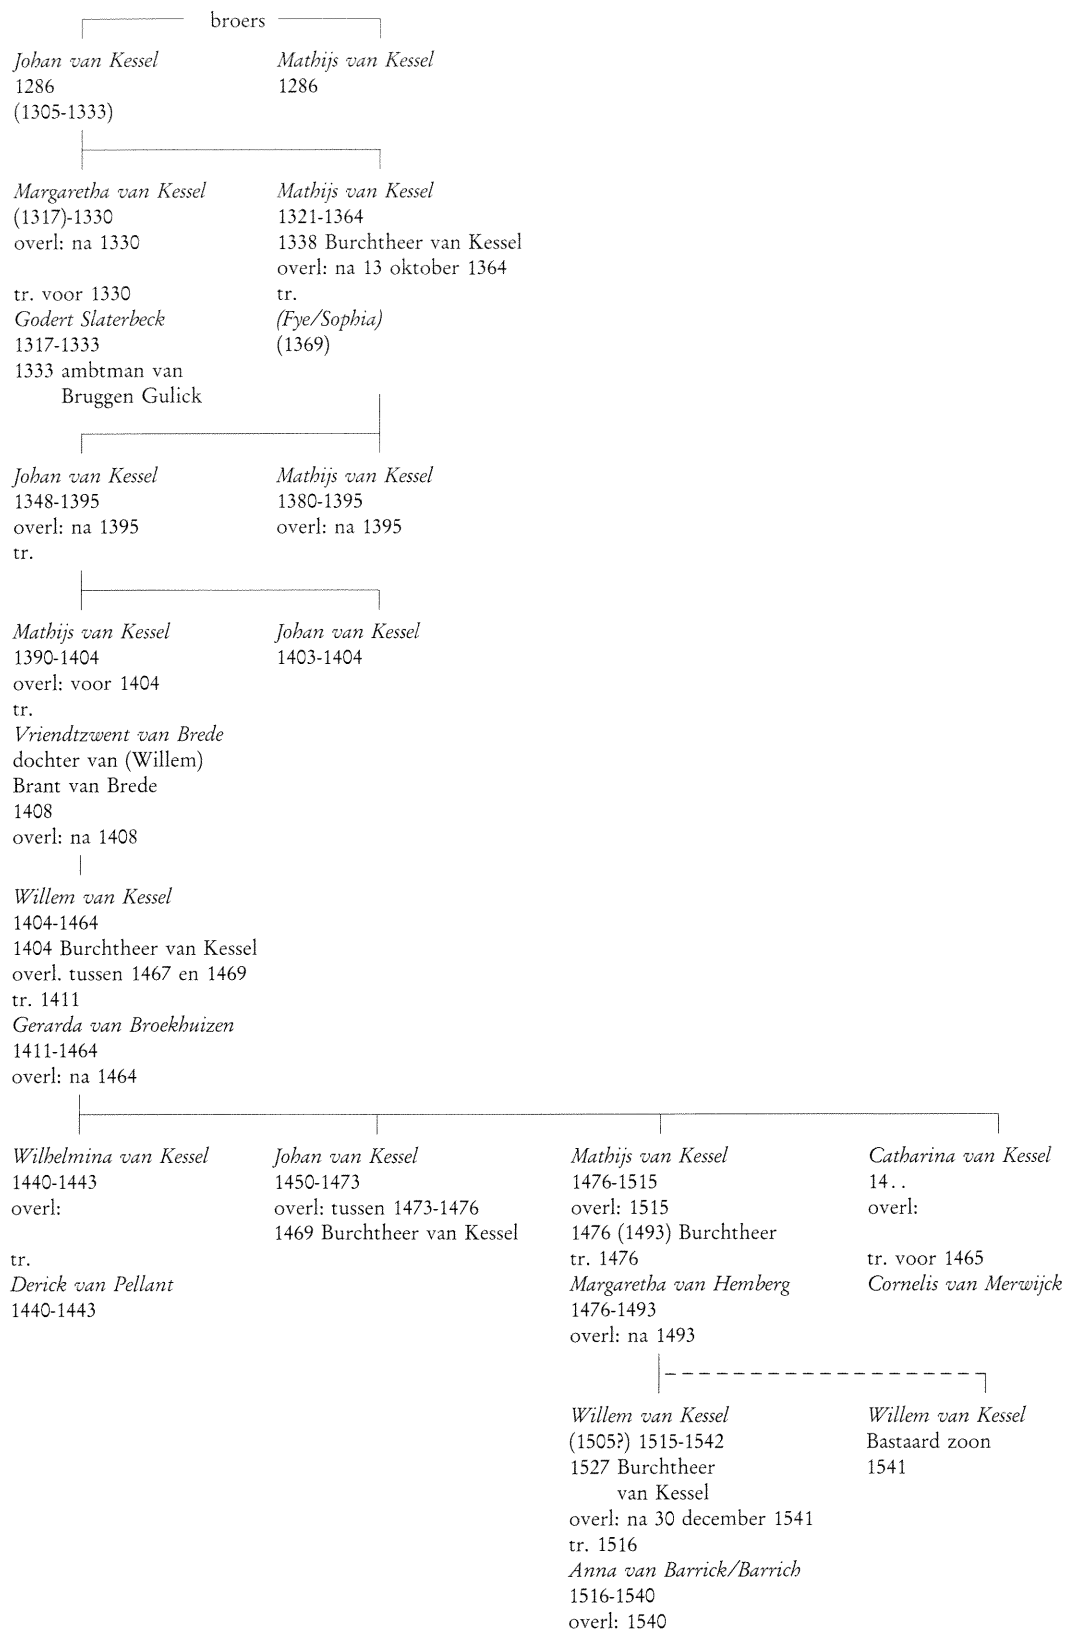 broers
Johan van Kessel
1286
(1305-1333)
Mathijs van Kessel
1286
Margaretha van Kessel
(1317)-1330
overl: na 1330
tr. voor 1330
Godert Slaterbeck
1317-1333
1333 ambtman van
Bruggen Gulick
Mathijs van Kessel
1321-1364
1338 Burchtheer van Kessel
overl: na 13 oktober 1364
tr.
(Fye/Sophia)
(1369)
Johan van Kessel
1348-1395
overl: na 1395
tr.
Mathijs van Kessel
1380-1395
overl: na 1395
Mathijs van Kessel
1390-1404
overl: voor 1404
tr.
Vriendtzwent van Brede
dochter van (Willem)
Brant van Brede
1408
overl: na 1408
Johan van Kessel
1403-1404
Willem van Kessel
1404-1464
1404 Burchtheer van Kessel
overl. tussen 1467 en 1469
tr. 1411
Gerarda van Broekhuizen
1411-1464
overl: na 1464
Wilhelmina van Kessel
1440-1443
overl:
tr.
Derick van Pellant
1440-1443
Johan van Kessel
1450-1473
overl: tussen 1473-1476
1469 Burchtheer van Kessel
Mathijs van Kessel
1476-1515
overl: 1515
1476 (1493) Burchtheer
tr. 1476
Margaretha van Hemberg
1476-1493
overl: na 1493
Catharina van Kessel
14..
overl:
tr. voor 1465
Cornelis van Merwijck
Willem van Kessel
(1505?) 1515-1542
1527 Burchtheer
van Kessel
overl: na 30 december 1541
tr. 1516
Anna van Barrick/Barrich
1516-1540
overl: 1540
Willem van Kessel
Bastaard zoon
1541